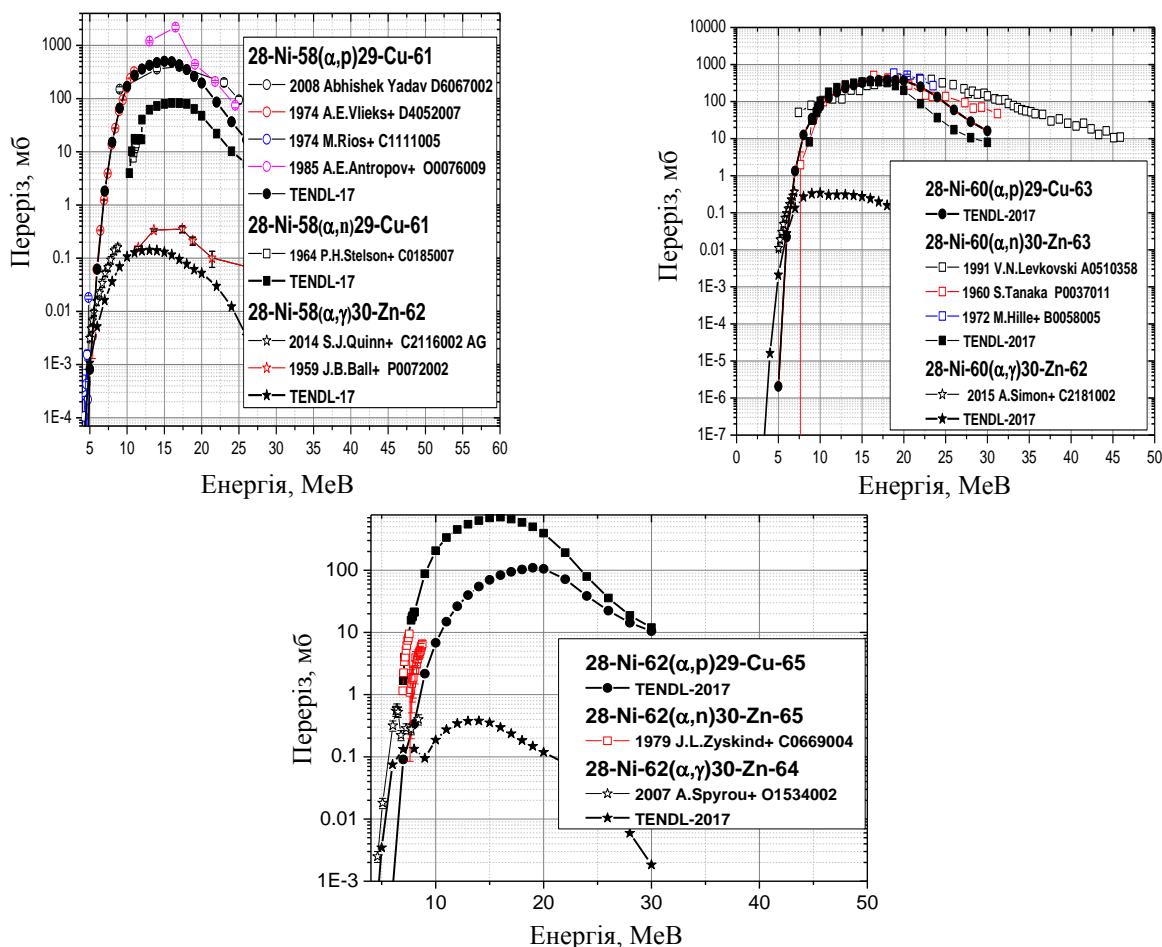 1000
100
10
1
0.1
0.01
1E-3
1E-4
Переріз, мб
5 10 15 20 25 30 35 40 45 50 55 60
Енергія, МеВ
28-Ni-58(α,p)29-Cu-61
2008 Abhishek Yadav D6067002
1974 A.E.Vlieks+ D4052007
1974 M.Rios+ C1111005
1985 A.E.Antropov+ O0076009
TENDL-17
28-Ni-58(α,n)29-Cu-61
1964 P.H.Stelson+ C0185007
TENDL-17
28-Ni-58(α,γ)30-Zn-62
2014 S.J.Quinn+ C2116002 AG
1959 J.B.Ball+ P0072002
TENDL-17
10000
1000
100
10
1
0.1
0.01
1E-3
1E-4
1E-5
1E-6
1E-7
Переріз, мб
0 5 10 15 20 25 30 35 40 45 50
Енергія, МеВ
28-Ni-60(α,p)29-Cu-63
TENDL-2017
28-Ni-60(α,n)30-Zn-63
1991 V.N.Levkovski A0510358
1960 S.Tanaka P0037011
1972 M.Hille+ B0058005
TENDL-2017
28-Ni-60(α,γ)30-Zn-62
2015 A.Simon+ C2181002
TENDL-2017
100
10
1
0.1
0.01
1E-3
Переріз, мб
10 20 30 40 50
Енергія, МеВ
28-Ni-62(α,p)29-Cu-65
TENDL-2017
28-Ni-62(α,n)30-Zn-65
1979 J.L.Zyskind+ C0669004
28-Ni-62(α,γ)30-Zn-64
2007 A.Spyrou+ O1534002
TENDL-2017